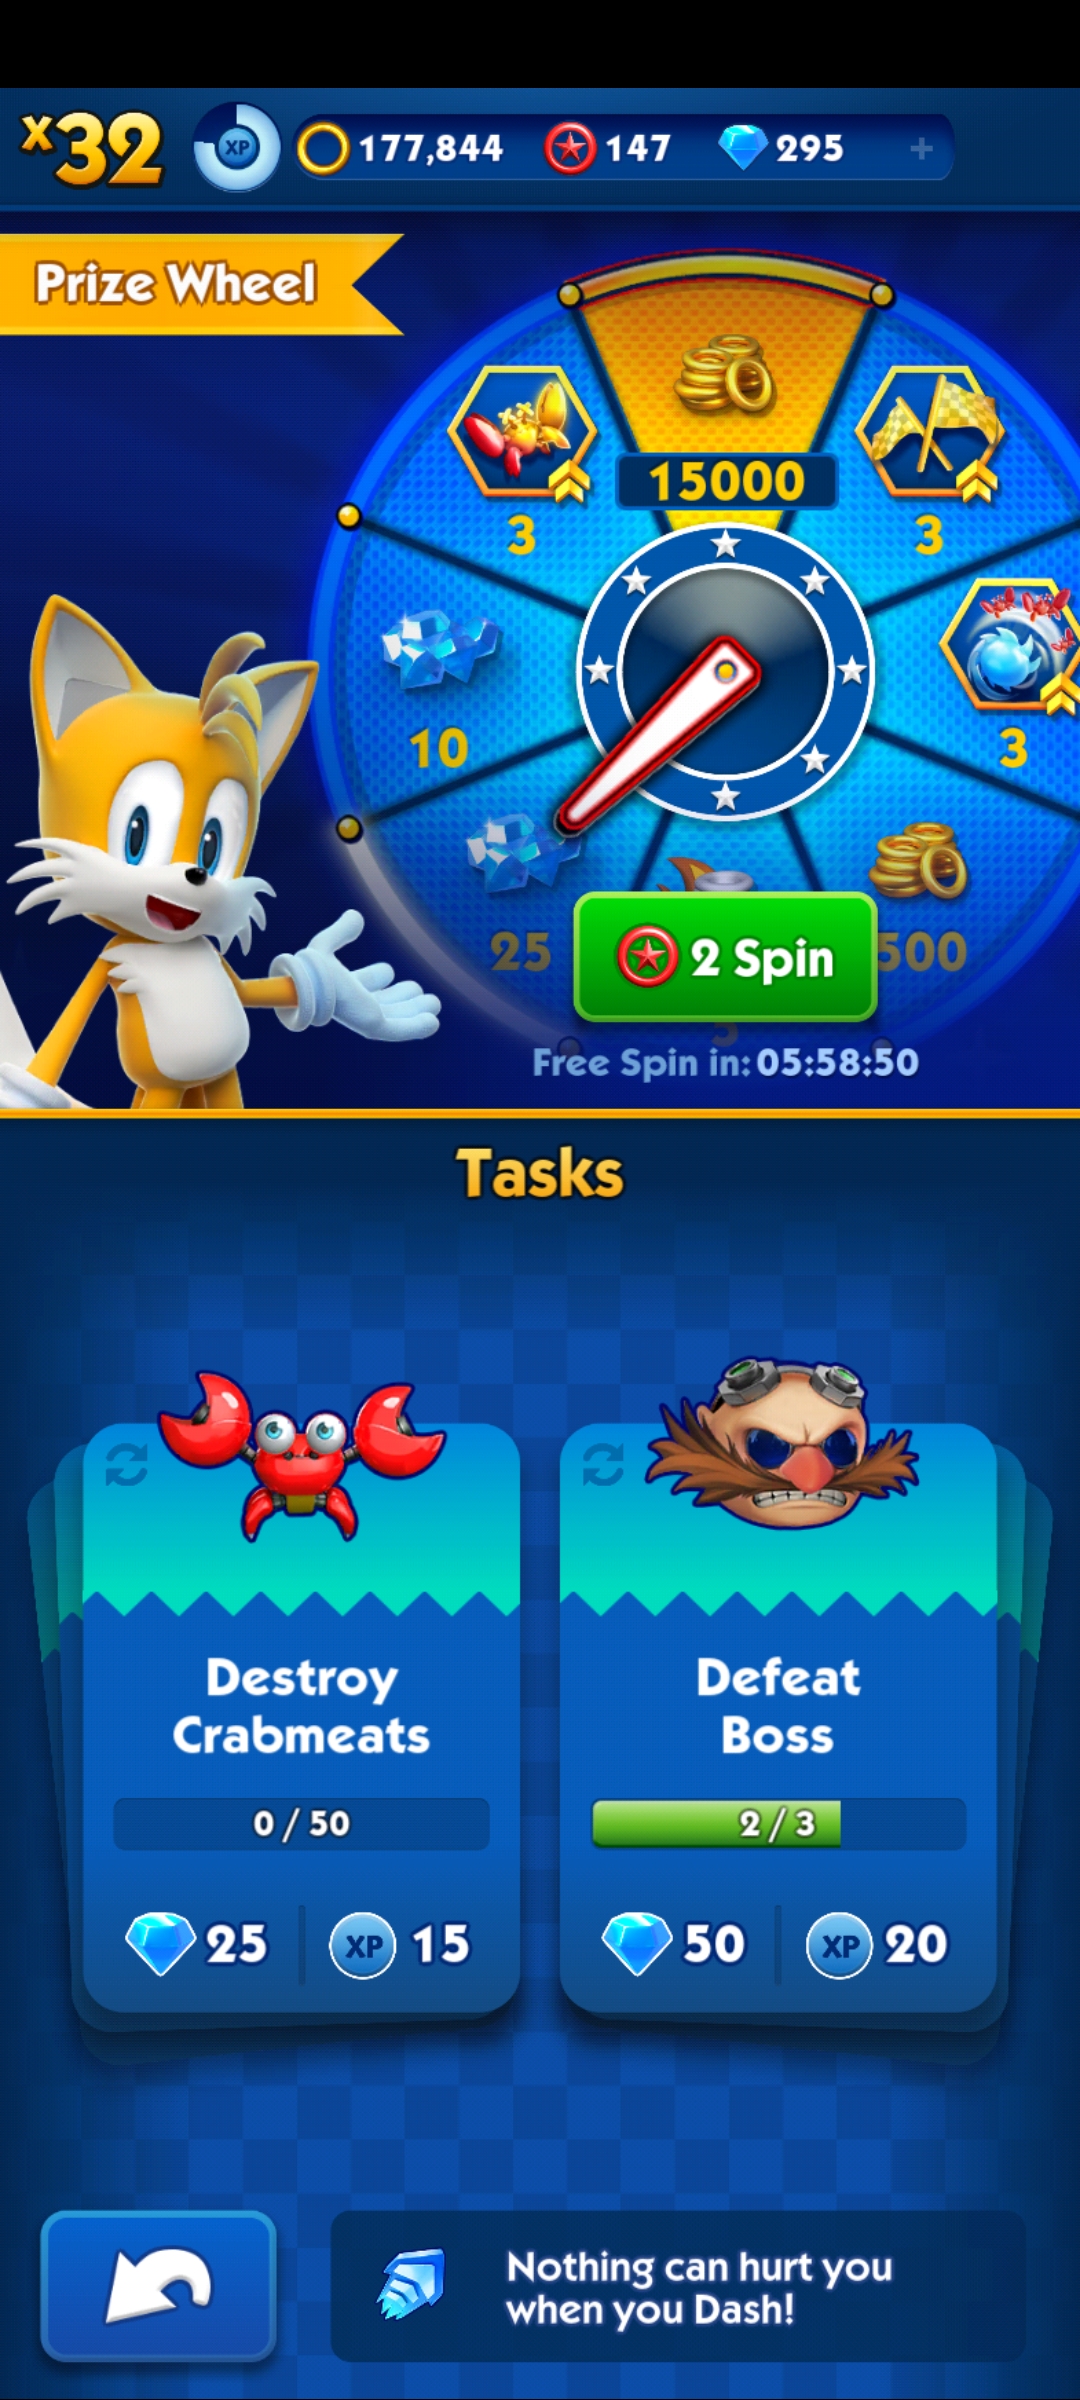 x32
XP
177,844
147
295
+
Prize Wheel
15000
3
3
10
3
25
2 Spin
500
3
Free Spin in: 05:58:50
Tasks
Destroy
Crabmeats
0 / 50
25
XP 15
Defeat
Boss
2 / 3
50
XP 20
Nothing can hurt you
when you Dash!